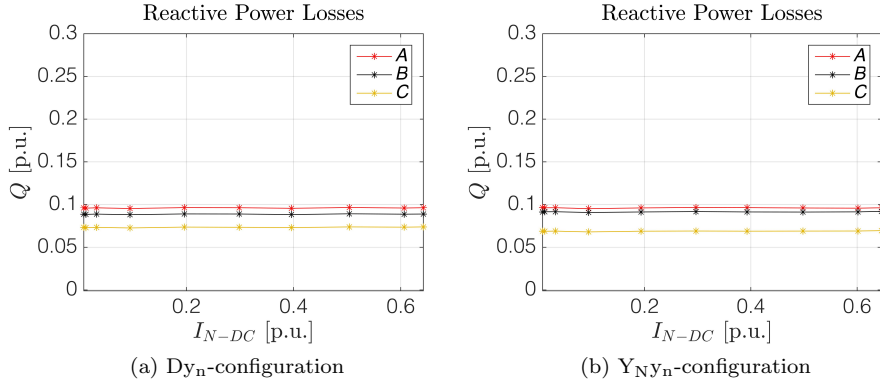 Reactive Power Losses
0.3
0.25
0.2
0.15
0.1
0.05
0
Q [p.u.]
A
B
C
0.2
0.4
0.6
I_{N-DC} [p.u.]
(a) Dy_n-configuration
Reactive Power Losses
0.3
0.25
0.2
0.15
0.1
0.05
0
Q [p.u.]
A
B
C
0.2
0.4
0.6
I_{N-DC} [p.u.]
(b) Y_Ny_n-configuration